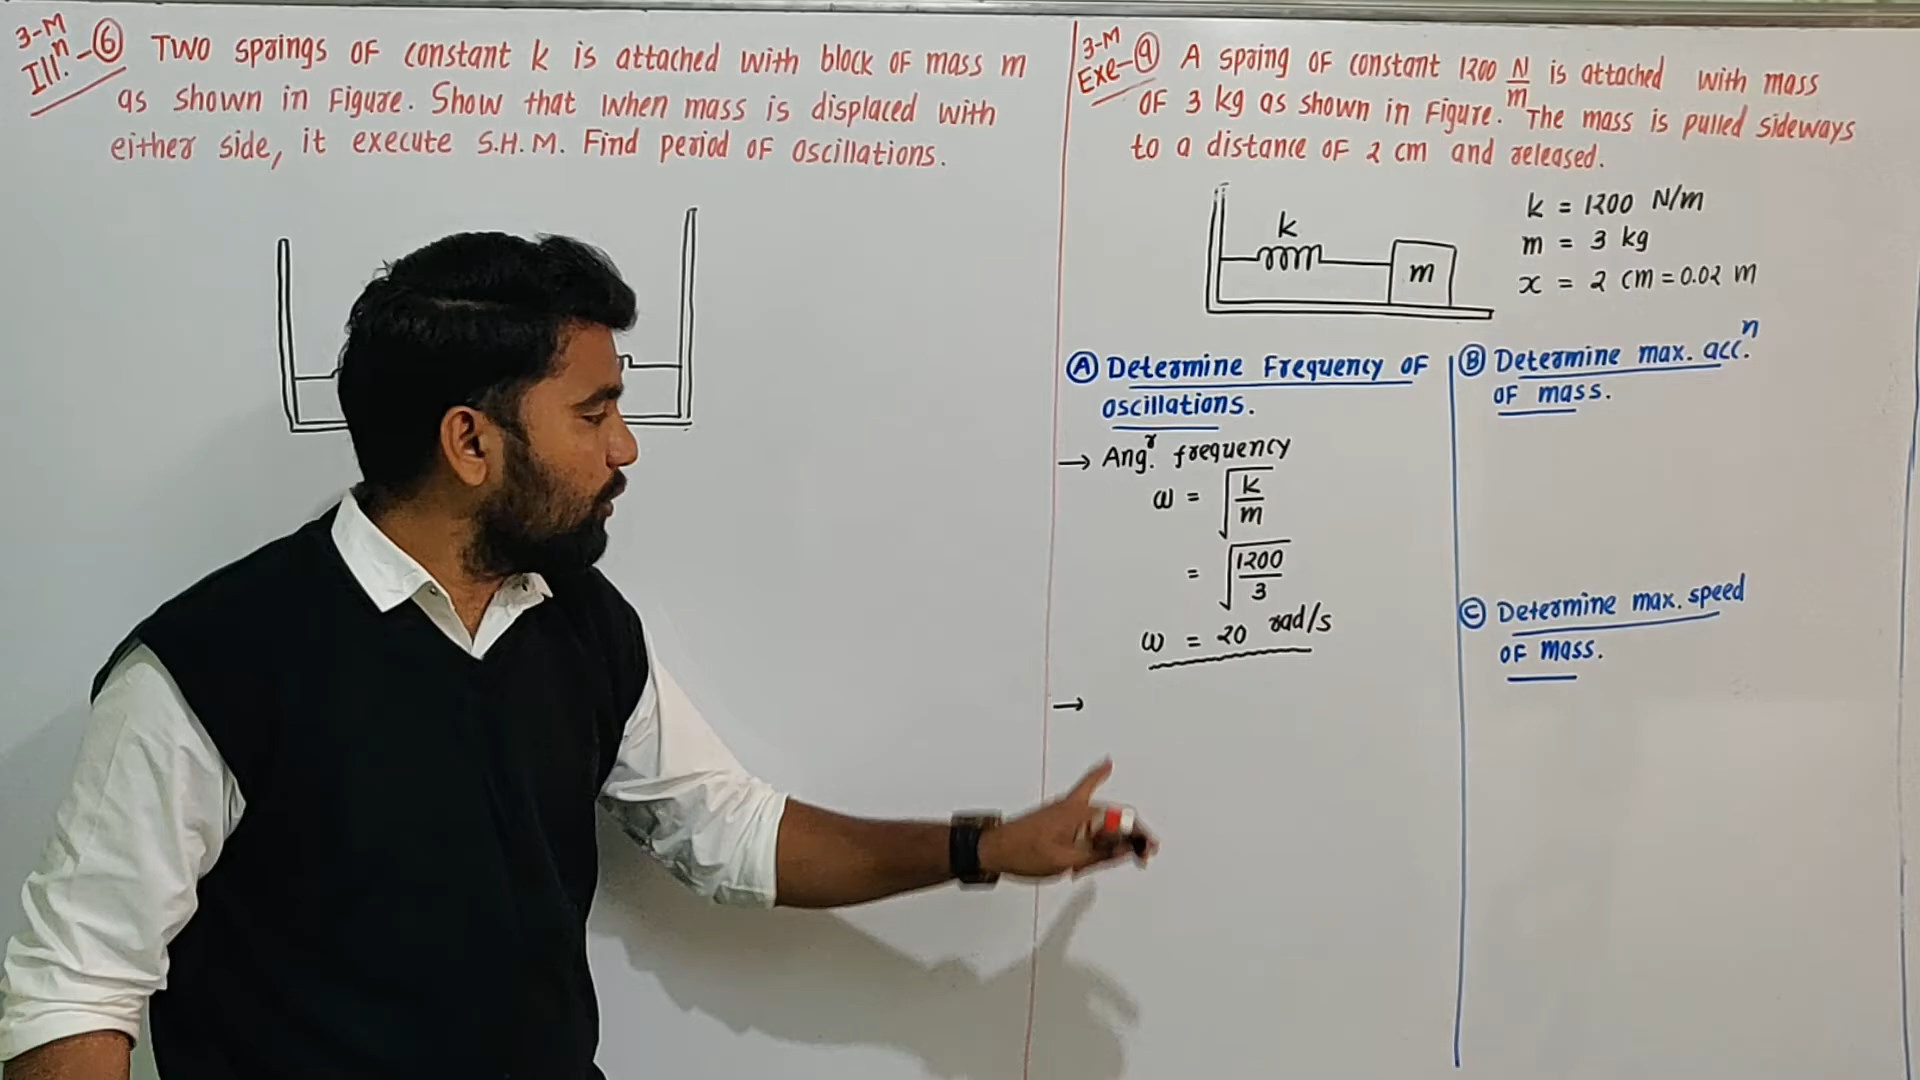 3-M
Ill.ⁿ-⑥ Two springs of constant k is attached with block of mass m
as shown in Figure. Show that when mass is displaced with
either side, it execute S.H.M. Find period of oscillations.
3-M
Exe-⑨ A spring of constant 1200 N/m is attached with mass
of 3 kg as shown in Figure. The mass is pulled sideways
to a distance of 2 cm and released.
k
m
k = 1200 N/m
m = 3 kg
x = 2 cm = 0.02 m
Ⓐ Determine Frequency of
oscillations.
→ Ang.ʳ frequency
ω = √(k/m)
= √(1200/3)
ω = 20 rad/s
→
Ⓑ Determine max. acc.ⁿ
of mass.
Ⓒ Determine max. speed
of mass.